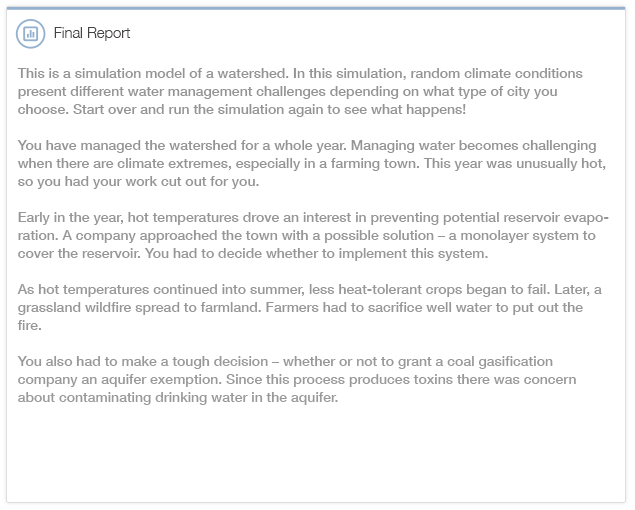 Final Report
This is a simulation model of a watershed. In this simulation, random climate conditions
present different water management challenges depending on what type of city you
choose. Start over and run the simulation again to see what happens!
You have managed the watershed for a whole year. Managing water becomes challenging
when there are climate extremes, especially in a farming town. This year was unusually hot,
so you had your work cut out for you.
Early in the year, hot temperatures drove an interest in preventing potential reservoir evapo-
ration. A company approached the town with a possible solution – a monolayer system to
cover the reservoir. You had to decide whether to implement this system.
As hot temperatures continued into summer, less heat-tolerant crops began to fail. Later, a
grassland wildfire spread to farmland. Farmers had to sacrifice well water to put out the
fire.
You also had to make a tough decision – whether or not to grant a coal gasification
company an aquifer exemption. Since this process produces toxins there was concern
about contaminating drinking water in the aquifer.